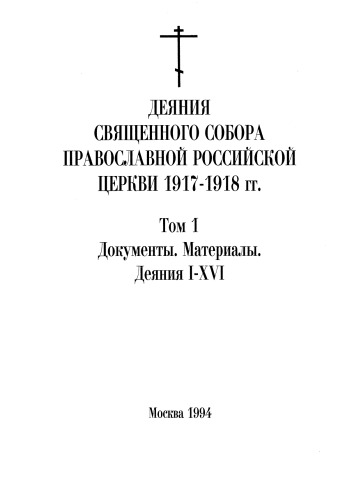 ДЕЯНИЯ
СВЯЩЕННОГО СОБОРА
ПРАВОСЛАВНОЙ РОССИЙСКОЙ
ЦЕРКВИ 1917-1918 гг.
Том 1
Документы. Материалы.
Деяния I-XVI
Москва 1994